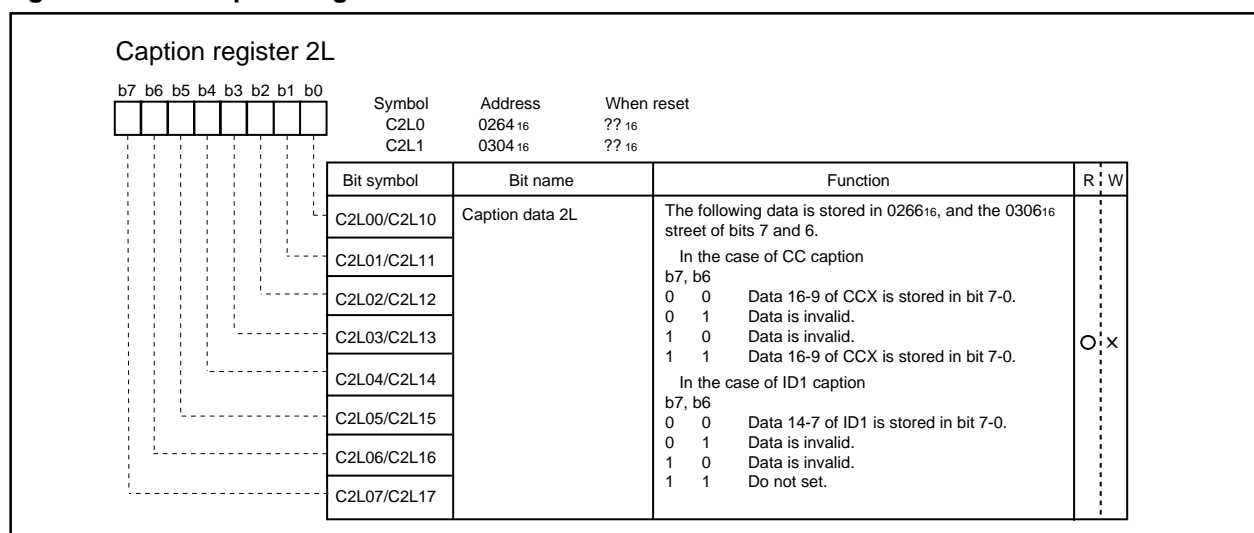 Caption register 2L
b7 b6 b5 b4 b3 b2 b1 b0
Symbol Address When reset
C2L0 0264 16 ?? 16
C2L1 0304 16 ?? 16
Bit symbol Bit name Function R W
C2L00/C2L10 Caption data 2L The following data is stored in 026616, and the 030616
street of bits 7 and 6.
C2L01/C2L11 In the case of CC caption
b7, b6
C2L02/C2L12 0 0 Data 16-9 of CCX is stored in bit 7-0.
0 1 Data is invalid.
C2L03/C2L13 1 0 Data is invalid.
1 1 Data 16-9 of CCX is stored in bit 7-0.
O x
C2L04/C2L14 In the case of ID1 caption
b7, b6
C2L05/C2L15 0 0 Data 14-7 of ID1 is stored in bit 7-0.
0 1 Data is invalid.
C2L06/C2L16 1 0 Data is invalid.
1 1 Do not set.
C2L07/C2L17